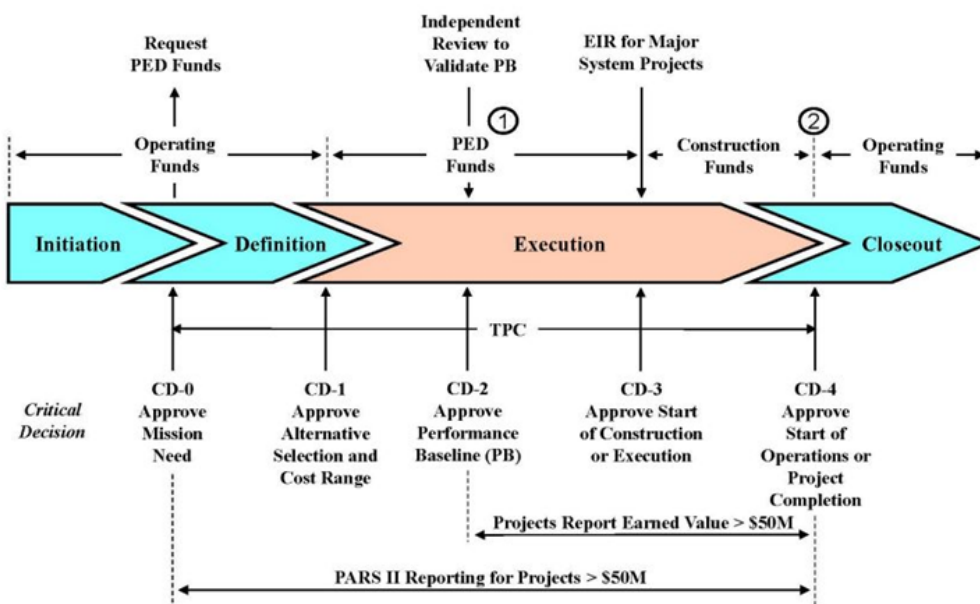 Request
PED Funds
Independent
Review to
Validate PB
EIR for Major
System Projects
1
2
Operating
Funds
PED
Funds
Construction
Funds
Operating
Funds
Initiation
Definition
Execution
Closeout
TPC
Critical
Decision
CD-0
Approve
Mission
Need
CD-1
Approve
Alternative
Selection and
Cost Range
CD-2
Approve
Performance
Baseline (PB)
CD-3
Approve Start
of Construction
or Execution
CD-4
Approve
Start of
Operations or
Project
Completion
Projects Report Earned Value > $50M
PARS II Reporting for Projects > $50M